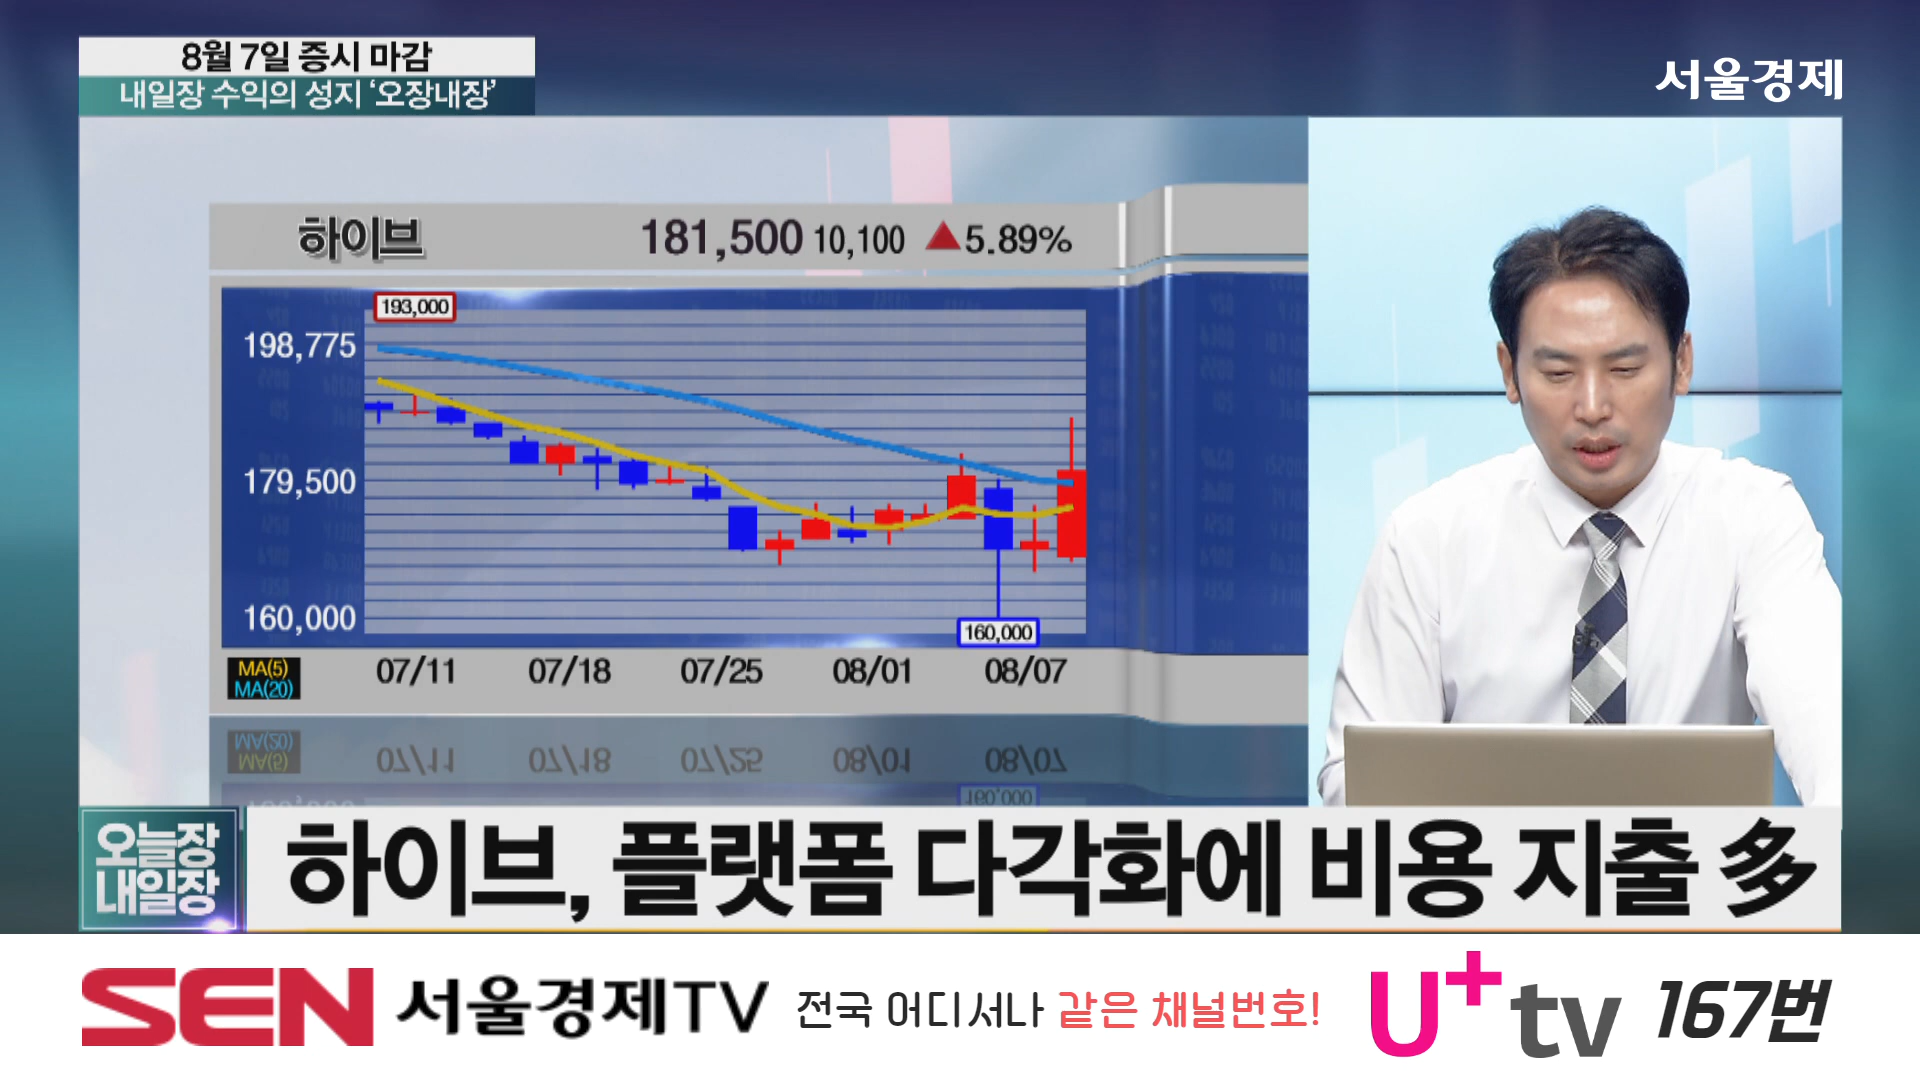 8월 7일 증시 마감
내일장 수익의 성지 ‘오장내장’
서울경제
하이브 181,500 10,100 ▲5.89%
193,000
198,775
179,500
160,000
160,000
MA(5)
MA(20)
07/11 07/18 07/25 08/01 08/07
오늘장
내일장
하이브, 플랫폼 다각화에 비용 지출 多
SEN 서울경제TV 전국 어디서나 같은 채널번호! U+tv 167번